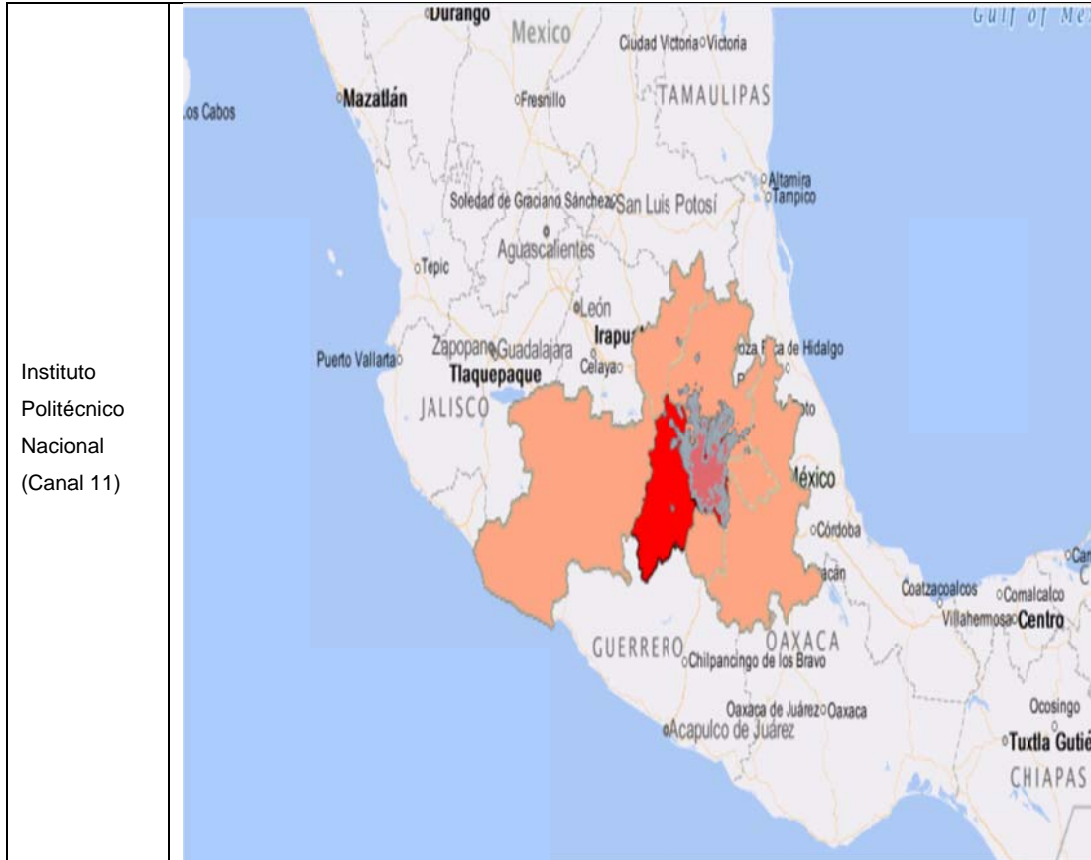 Instituto
Politécnico
Nacional
(Canal 11)
Durango
Mexico
Gulf of
Ciudad Victoria Victoria
Mazatlán
Fresnillo
TAMAULIPAS
Los Cabos
Altamira
Tampico
Soledad de Graciano Sánchez San Luis Potosí
Aguascalientes
Tepic
León
Puerto Vallarta
Zapopan Guadalajara
Celaya
de Hidalgo
Tlaquepaque
JALISCO
México
Córdoba
Coatzacoalcos
Comalcalco
Villahermosa Centro
GUERRERO
OAXACA
Chilpancingo de los Bravo
Oaxaca de Juárez Oaxaca
Ocosingo
Acapulco de Juárez
Tuxtla
CHIAPAS